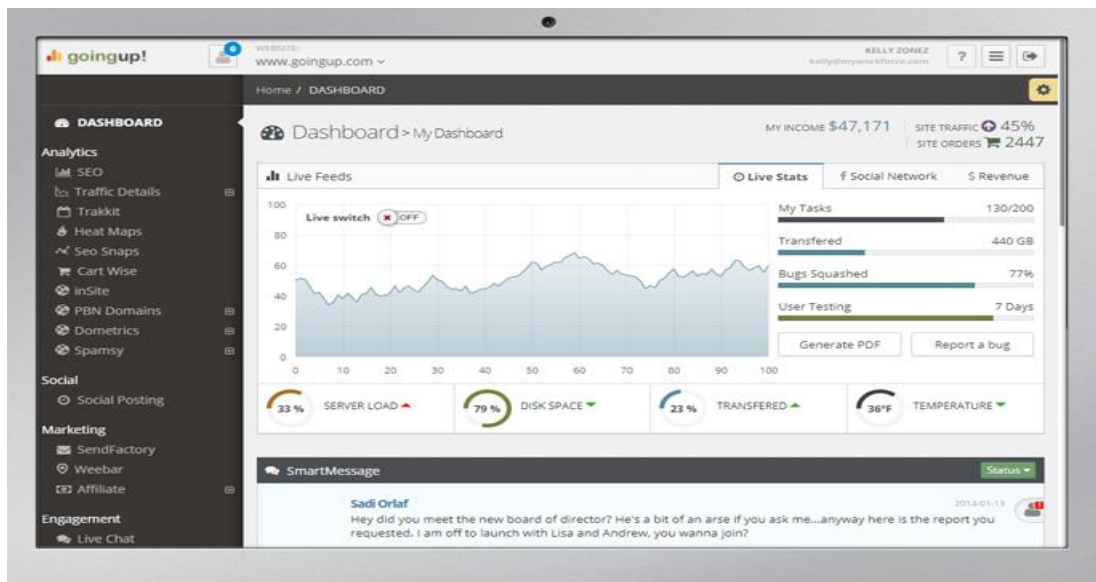 goingup!
6
WEBSITE:
www.goingup.com
KELLY ZONEZ
kelly@myworkforce.com
?
Home / DASHBOARD
DASHBOARD
Analytics
SEO
Traffic Details
Trakkit
Heat Maps
Seo Snaps
Cart Wise
inSite
PBN Domains
Dometrics
Spamsy
Social
Social Posting
Marketing
SendFactory
Weebar
Affiliate
Engagement
Live Chat
Dashboard > My Dashboard
MY INCOME $47,171
SITE TRAFFIC 45%
SITE ORDERS 2447
Live Feeds
Live Stats
f Social Network
$ Revenue
Live switch OFF
100
80
60
40
20
0
0 10 20 30 40 50 60 70 80 90 100
My Tasks 130/200
Transfered 440 GB
Bugs Squashed 77%
User Testing 7 Days
Generate PDF
Report a bug
33 % SERVER LOAD
79 % DISK SPACE
23 % TRANSFERED
36°F TEMPERATURE
SmartMessage
Status
Sadi Orlaf
2014-01-13
Hey did you meet the new board of director? He's a bit of an arse if you ask me...anyway here is the report you
requested. I am off to launch with Lisa and Andrew, you wanna join?